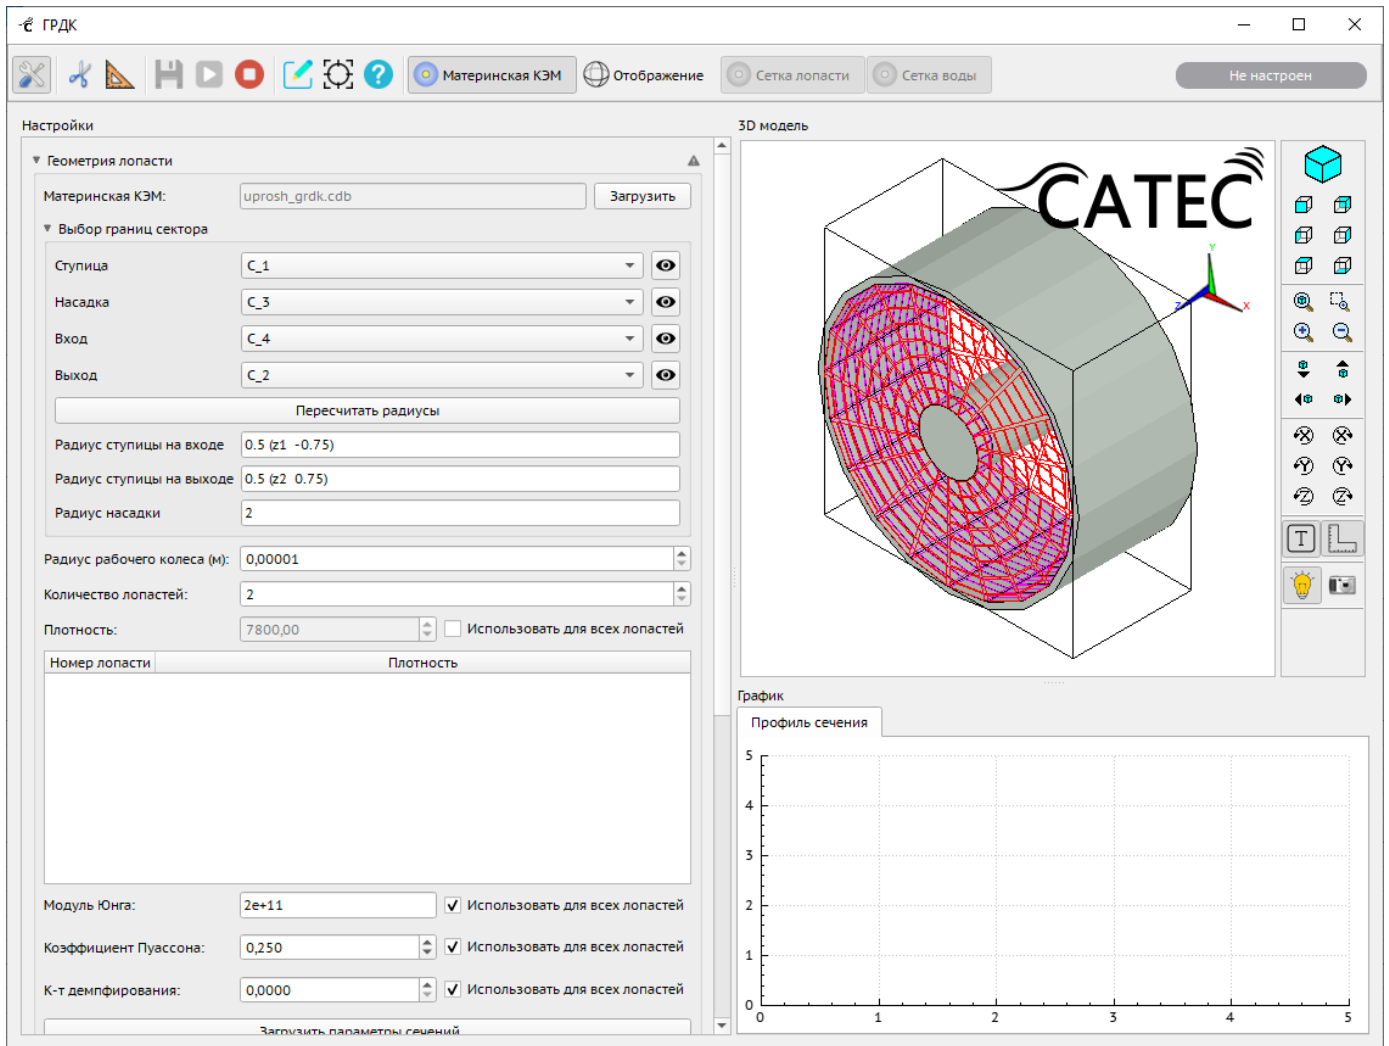 ГРДК
Материнская КЭМ
Отображение
Сетка лопасти
Сетка воды
Не настроен
Настройки
Геометрия лопасти
Материнская КЭМ: uprosh_grdk.cdb Загрузить
Выбор границ сектора
Ступица C_1
Насадка C_3
Вход C_4
Выход C_2
Пересчитать радиусы
Радиус ступицы на входе 0.5 (z1 -0.75)
Радиус ступицы на выходе 0.5 (z2 0.75)
Радиус насадки 2
Радиус рабочего колеса (м): 0,00001
Количество лопастей: 2
Плотность: 7800,00 Использовать для всех лопастей
Номер лопасти Плотность
Модуль Юнга: 2e+11 Использовать для всех лопастей
Коэффициент Пуассона: 0,250 Использовать для всех лопастей
К-т демпфирования: 0,0000 Использовать для всех лопастей
Загрузить параметры сечений
3D модель
CATEC
Y
Z
X
X X
Y Y
Z Z
T
График
Профиль сечения
5
4
3
2
1
0
0 1 2 3 4 5